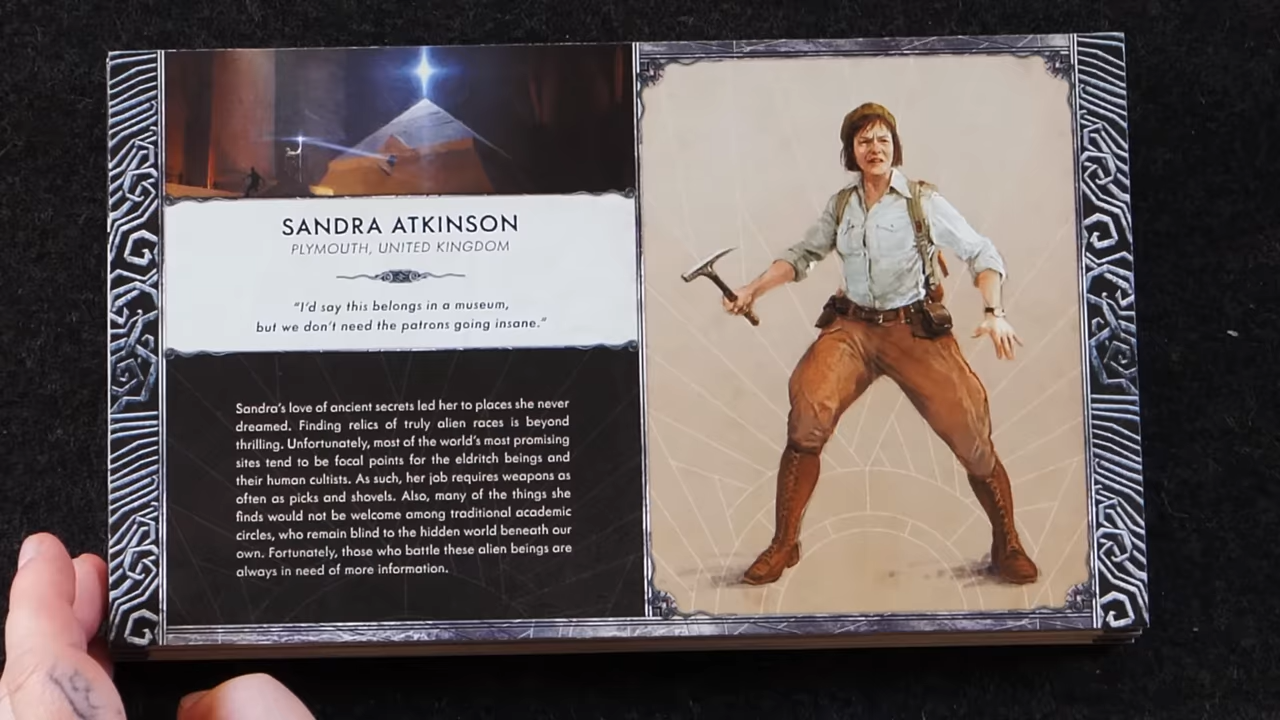 SANDRA ATKINSON
PLYMOUTH, UNITED KINGDOM
"I'd say this belongs in a museum,
but we don't need the patrons going insane."
Sandra's love of ancient secrets led her to places she never
dreamed. Finding relics of truly alien races is beyond
thrilling. Unfortunately, most of the world's most promising
sites tend to be focal points for the eldritch beings and
their human cultists. As such, her job requires weapons as
often as picks and shovels. Also, many of the things she
finds would not be welcome among traditional academic
circles, who remain blind to the hidden world beneath our
own. Fortunately, those who battle these alien beings are
always in need of more information.